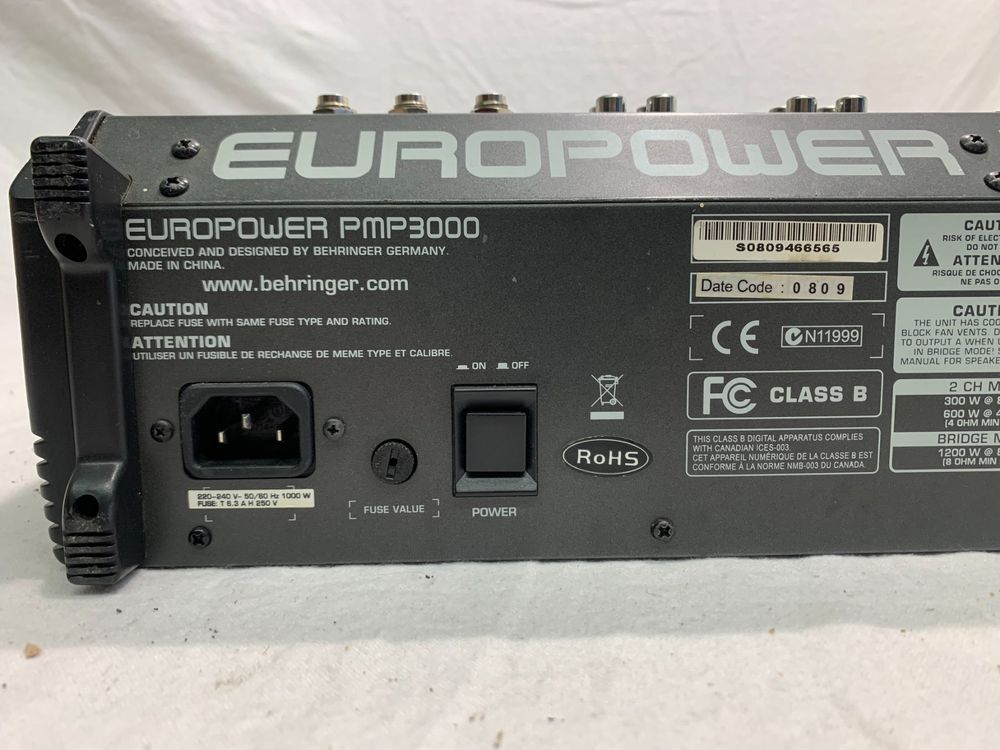 EUROPOWER
EUROPOWER PMP3000
CONCEIVED AND DESIGNED BY BEHRINGER GERMANY.
MADE IN CHINA.
www.behringer.com
CAUTION
REPLACE FUSE WITH SAME FUSE TYPE AND RATING.
ATTENTION
UTILISER UN FUSIBLE DE RECHANGE DE MEME TYPE ET CALIBRE.
220-240 V~ 50/60 Hz 1000 W
FUSE: T 6.3 A H 250 V
FUSE VALUE
ON OFF
POWER
RoHS
S0809466565
Date Code : 0809
CE
N11999
FC CLASS B
THIS CLASS B DIGITAL APPARATUS COMPLIES
WITH CANADIAN ICES-003.
CET APPAREIL NUMÉRIQUE DE LA CLASSE B EST
CONFORME À LA NORME NMB-003 DU CANADA.
CAUT
RISK OF ELEC
DO NOT
ATTEN
RISQUE DE CHOC
NE PAS O
CAUTI
THE UNIT HAS COO
BLOCK FAN VENTS. D
TO OUTPUT A WHEN U
IN BRIDGE MODE!
MANUAL FOR SPEAKE
2 CH M
300 W @ 8
600 W @ 4
(4 OHM MIN
BRIDGE M
1200 W @ 8
(8 OHM MIN